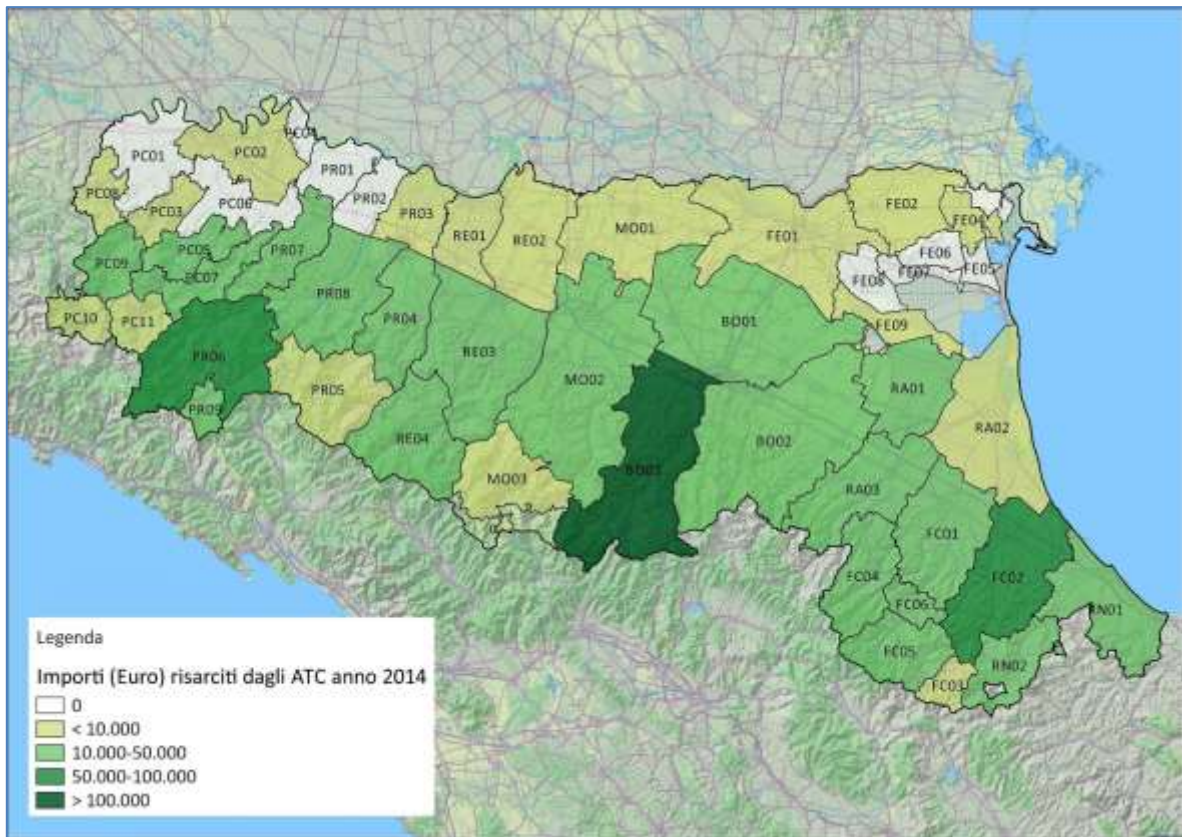 PC04
PC01
PC02
PR01
PC08
PC03
PC06
PR02
PR03
FE02
FE04
RE01
RE02
MO01
FE01
PC05
PR07
PC09
PC07
FE06
FE05
FE07
FE08
PR08
PC10
PC11
PR04
BO01
FE09
PR06
RE03
MO02
PR05
RA01
PR09
RA02
RE04
BO02
MO03
BO03
RA03
FC01
FC04
FC02
FC06
RN01
FC05
RN02
FC03
Legenda
Importi (Euro) risarciti dagli ATC anno 2014
0
< 10.000
10.000-50.000
50.000-100.000
> 100.000